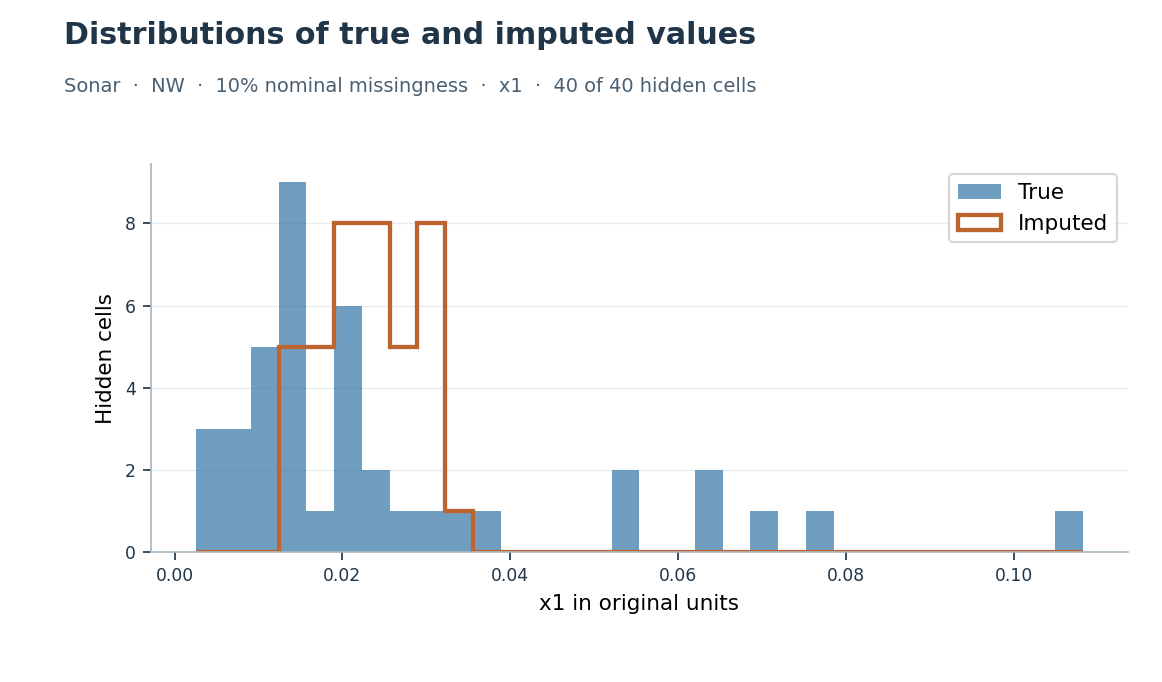 Distributions of true and imputed values
Sonar · NW · 10% nominal missingness · x1 · 40 of 40 hidden cells
True
Imputed
Hidden cells
8
6
4
2
0
0.00 0.02 0.04 0.06 0.08 0.10
x1 in original units